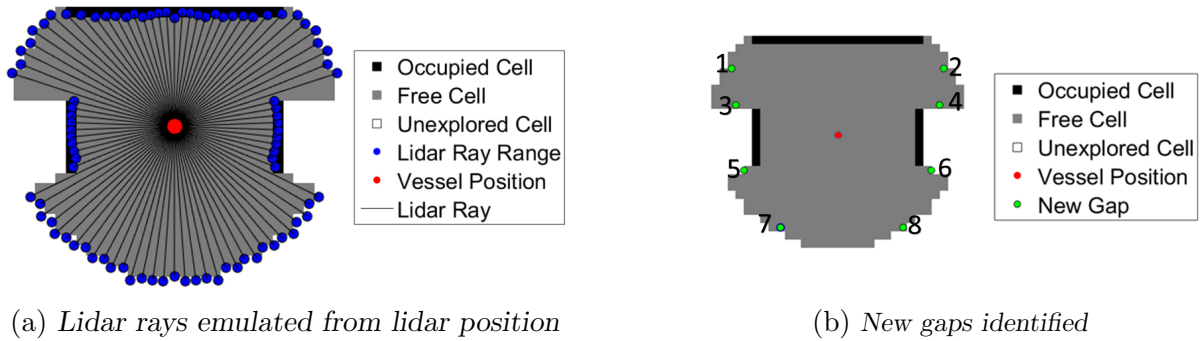 Occupied Cell
Free Cell
Unexplored Cell
Lidar Ray Range
Vessel Position
Lidar Ray
(a) Lidar rays emulated from lidar position
1
2
3
4
5
6
7
8
Occupied Cell
Free Cell
Unexplored Cell
Vessel Position
New Gap
(b) New gaps identified